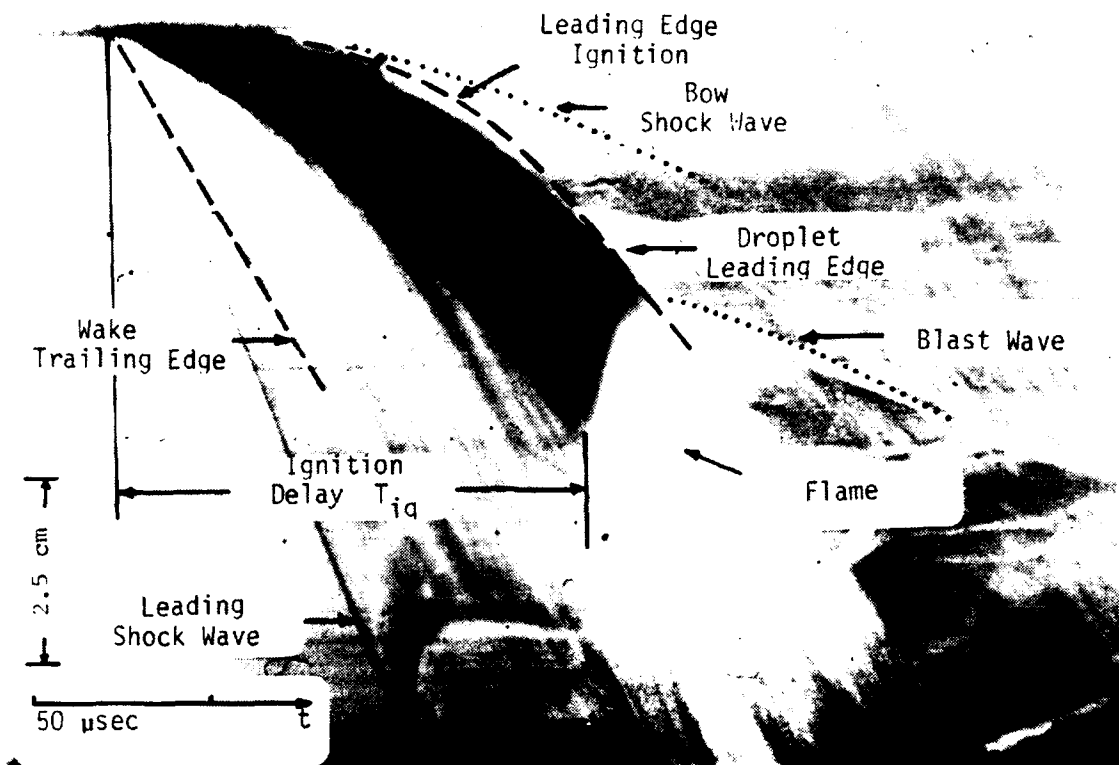 Leading Edge
Ignition
Bow
Shock Wave
Droplet
Leading Edge
Wake
Trailing Edge
Blast Wave
Ignition
Delay T_ig
Flame
2.5 cm
Leading
Shock Wave
50 μsec t